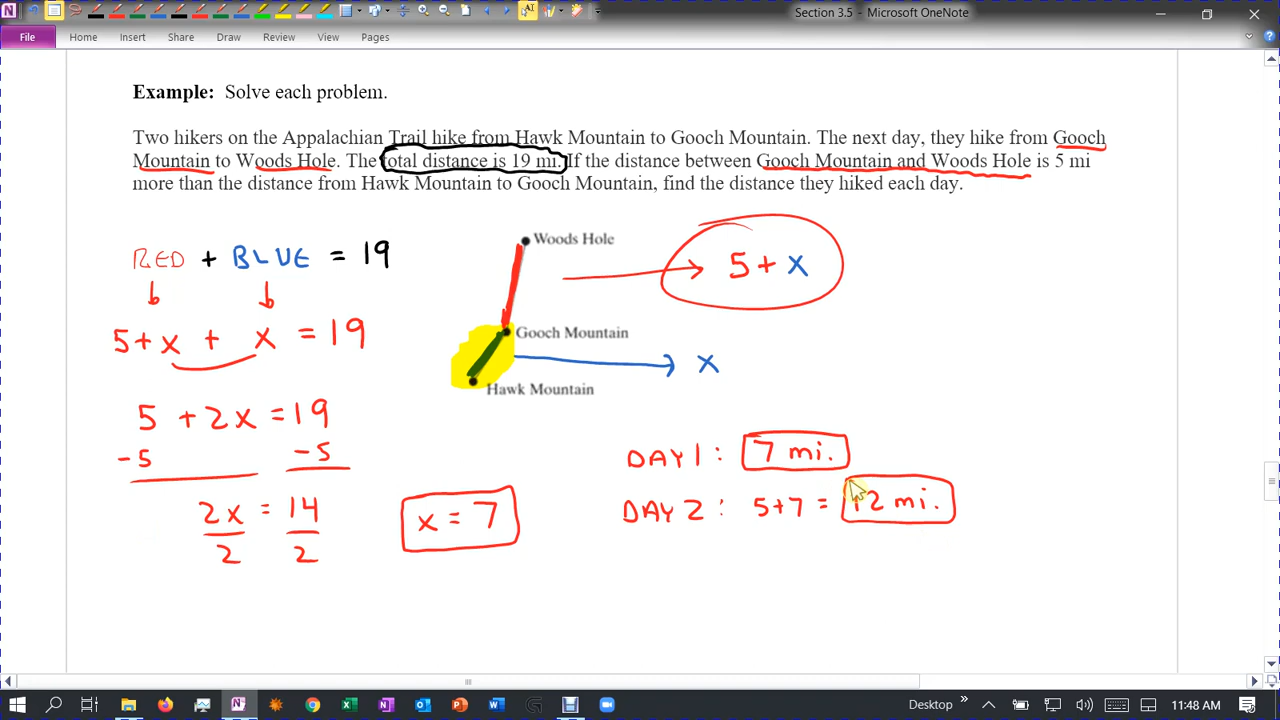 Section 3.5 - Microsoft OneNote
File Home Insert Share Draw Review View Pages
Example: Solve each problem.
Two hikers on the Appalachian Trail hike from Hawk Mountain to Gooch Mountain. The next day, they hike from Gooch
Mountain to Woods Hole. The total distance is 19 mi. If the distance between Gooch Mountain and Woods Hole is 5 mi
more than the distance from Hawk Mountain to Gooch Mountain, find the distance they hiked each day.
RED + BLUE = 19
5+x + x = 19
5 + 2x = 19
-5 -5
2x = 14
2 2
x = 7
Woods Hole
5 + x
Gooch Mountain
x
Hawk Mountain
DAY 1 : 7 mi.
DAY 2 : 5+7 = 12 mi.
Desktop
11:48 AM